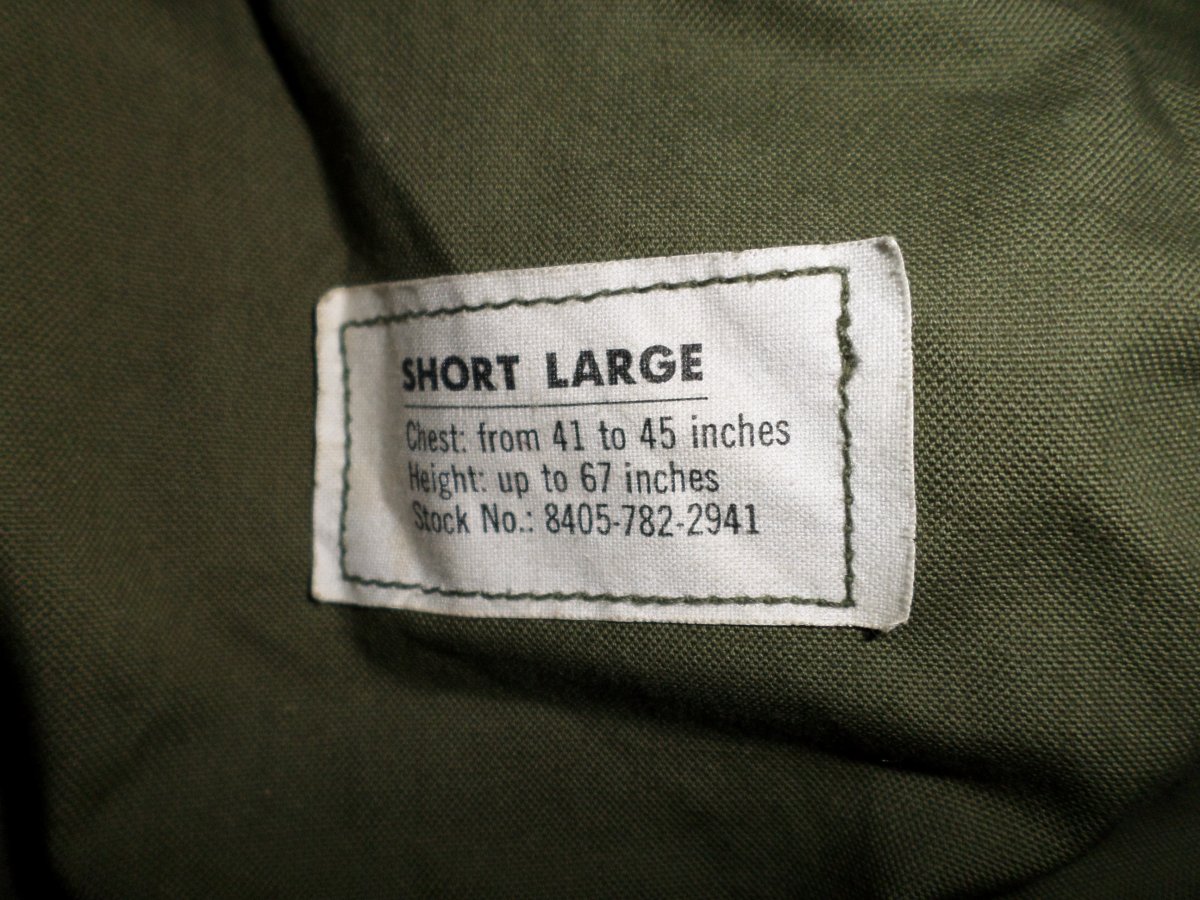 SHORT LARGE
Chest: from 41 to 45 inches
Height: up to 67 inches
Stock No.: 8405-782-2941